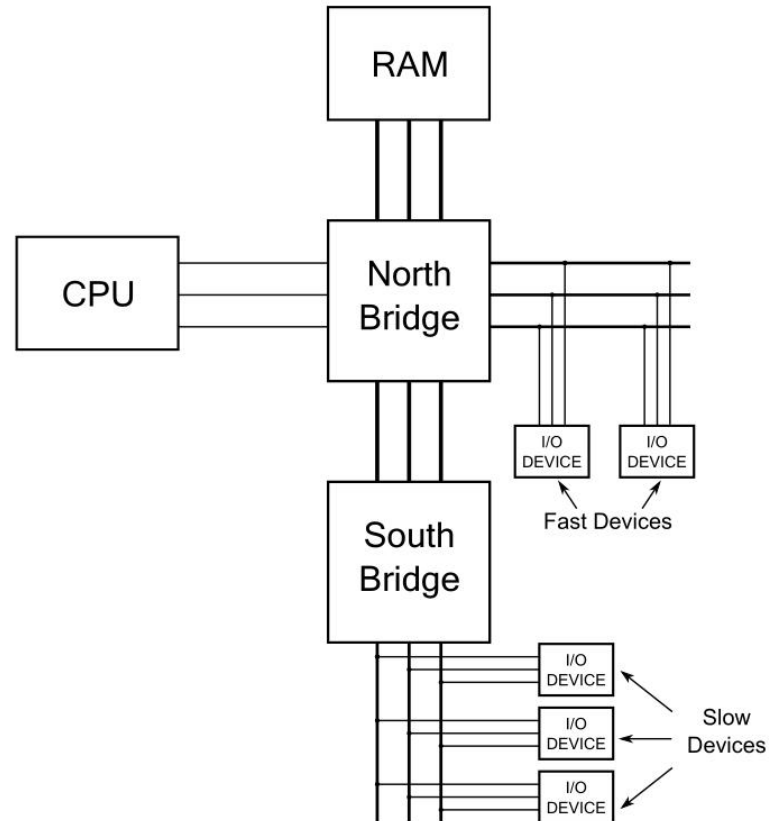 RAM
CPU
North
Bridge
I/O
DEVICE
I/O
DEVICE
Fast Devices
South
Bridge
I/O
DEVICE
I/O
DEVICE
I/O
DEVICE
Slow
Devices